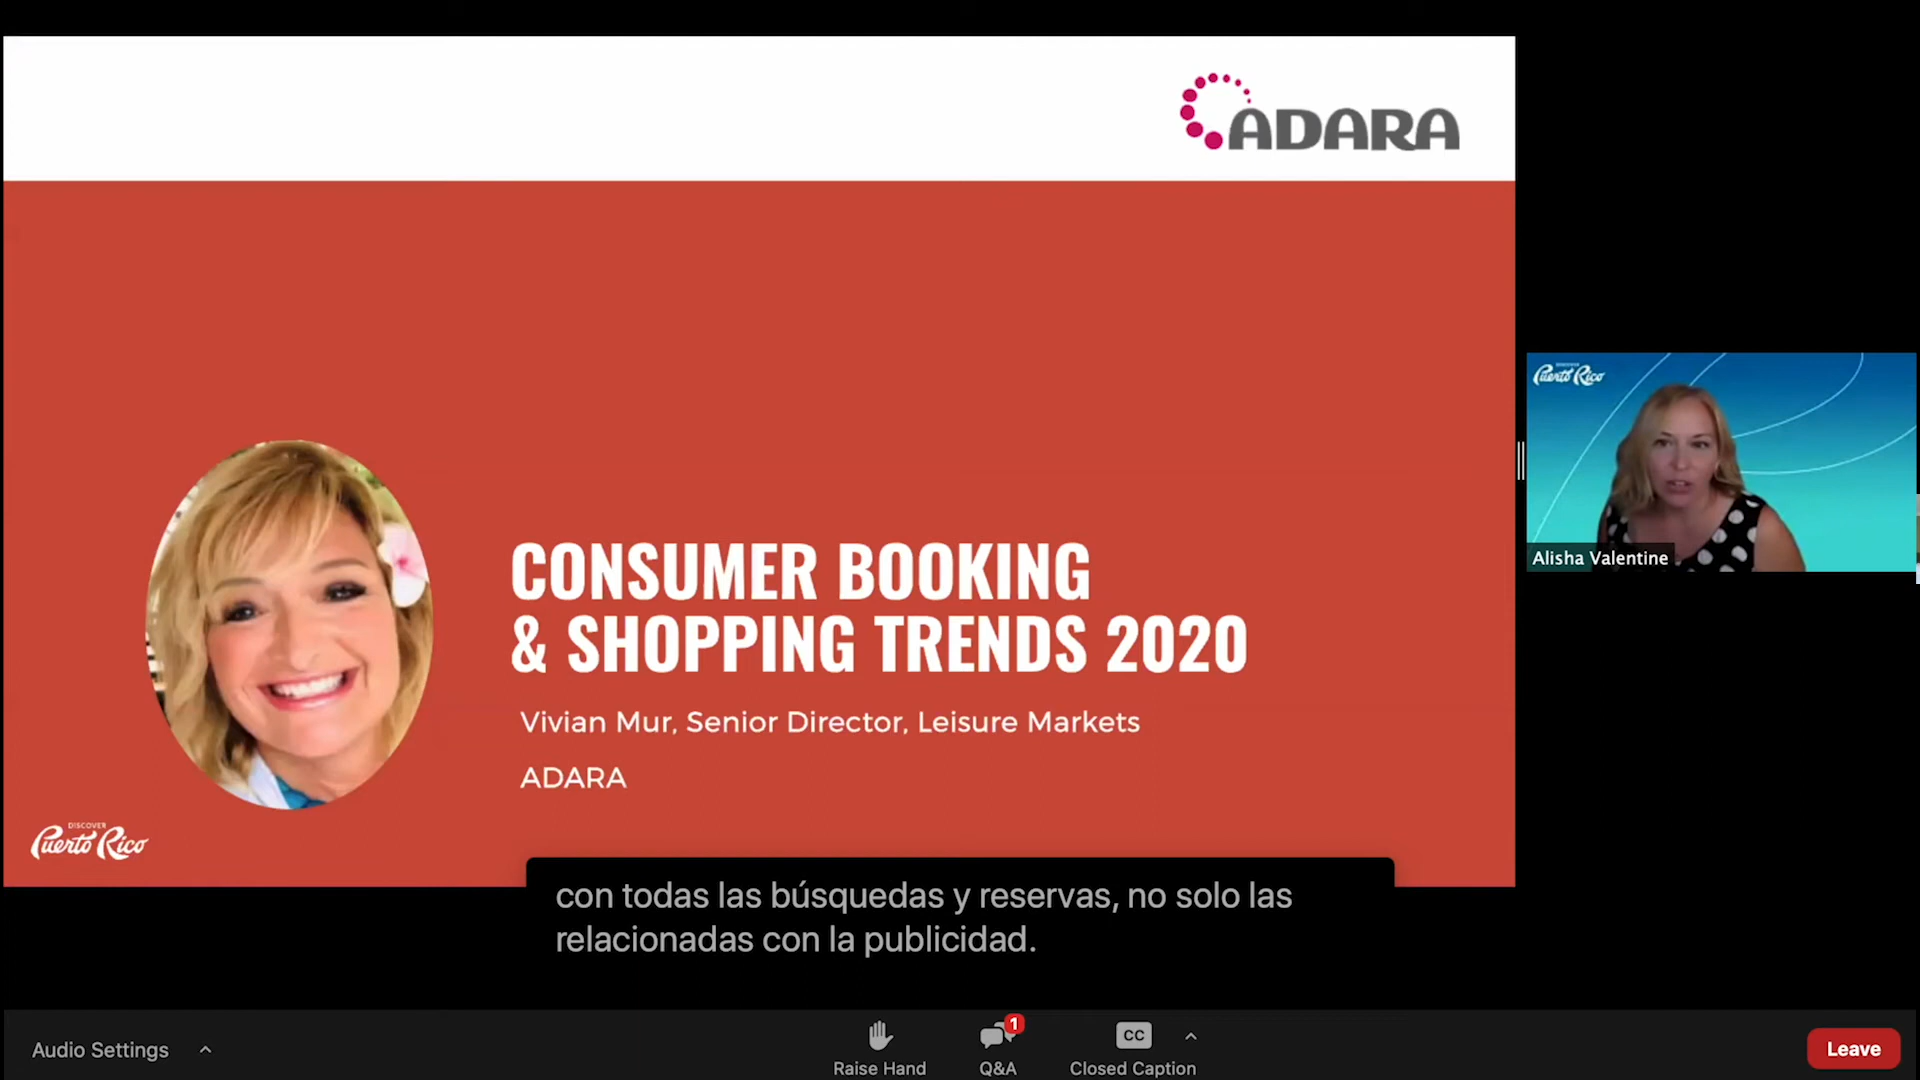 ADARA
CONSUMER BOOKING
& SHOPPING TRENDS 2020
Vivian Mur, Senior Director, Leisure Markets
ADARA
DISCOVER
Puerto Rico
DISCOVER
Puerto Rico
Alisha Valentine
con todas las búsquedas y reservas, no solo las
relacionadas con la publicidad.
Audio Settings
Raise Hand
1
Q&A
CC
Closed Caption
Leave